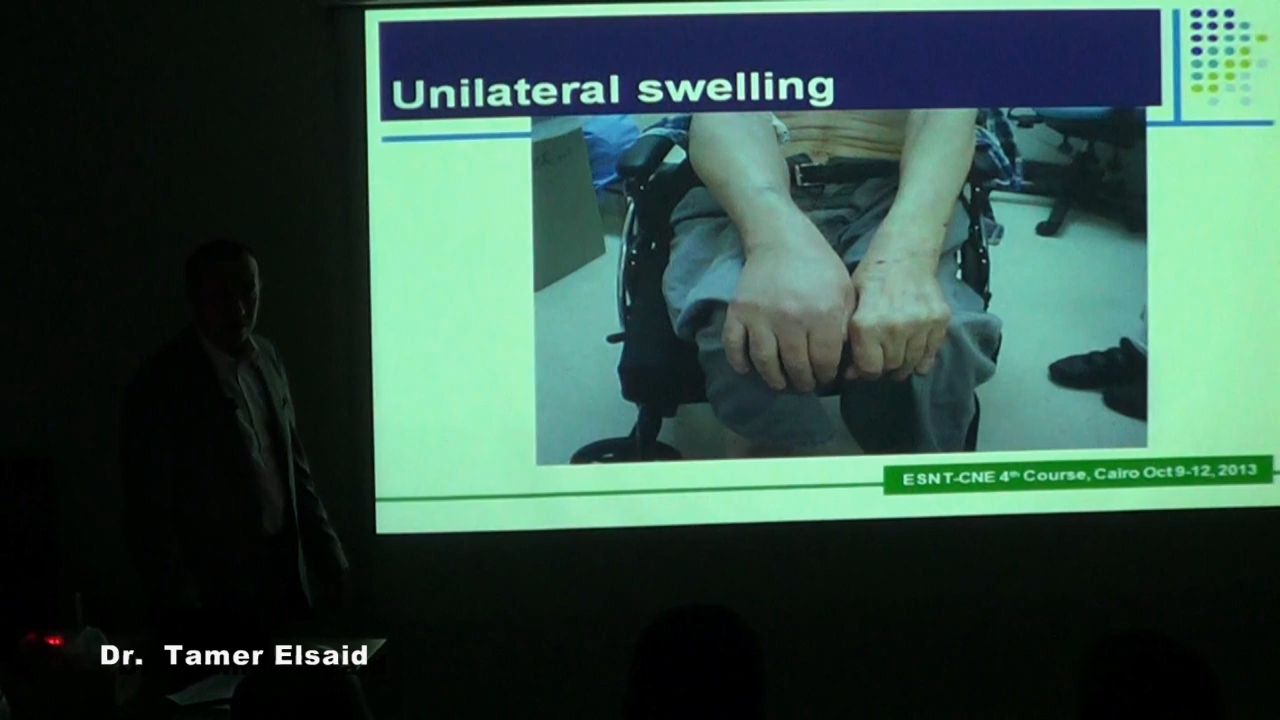 Unilateral swelling
ESNT-CNE 4th Course, Cairo Oct 9-12, 2013
Dr. Tamer Elsaid